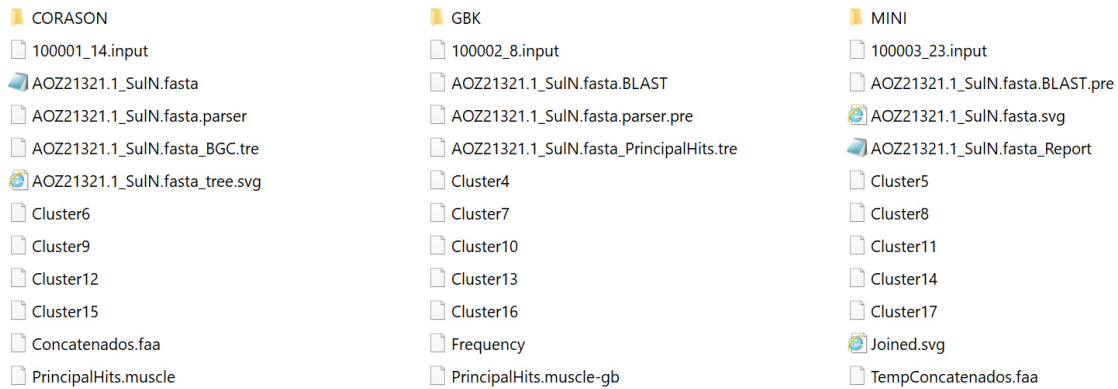 CORASON GBK MINI
100001_14.input 100002_8.input 100003_23.input
AOZ21321.1_SulN.fasta AOZ21321.1_SulN.fasta.BLAST AOZ21321.1_SulN.fasta.BLAST.pre
AOZ21321.1_SulN.fasta.parser AOZ21321.1_SulN.fasta.parser.pre AOZ21321.1_SulN.fasta.svg
AOZ21321.1_SulN.fasta_BGC.tre AOZ21321.1_SulN.fasta_PrincipalHits.tre AOZ21321.1_SulN.fasta_Report
AOZ21321.1_SulN.fasta_tree.svg Cluster4 Cluster5
Cluster6 Cluster7 Cluster8
Cluster9 Cluster10 Cluster11
Cluster12 Cluster13 Cluster14
Cluster15 Cluster16 Cluster17
Concatenados.faa Frequency Joined.svg
PrincipalHits.muscle PrincipalHits.muscle-gb TempConcatenados.faa